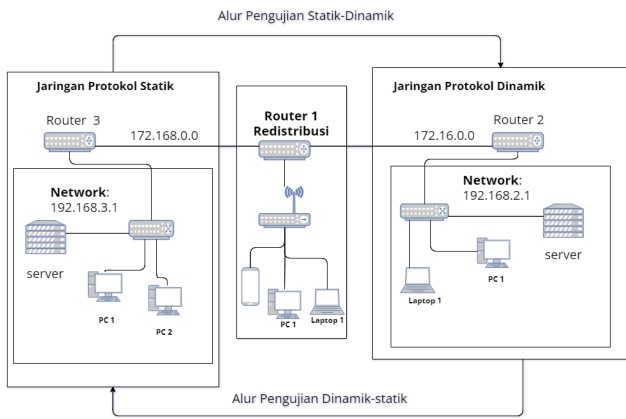 Alur Pengujian Statik-Dinamik
Jaringan Protokol Statik
Router 3
172.168.0.0
Network:
192.168.3.1
server
PC 1
PC 2
Router 1
Redistribusi
PC 1
Laptop 1
Jaringan Protokol Dinamik
172.16.0.0
Router 2
Network:
192.168.2.1
server
PC 1
Laptop 1
Alur Pengujian Dinamik-statik